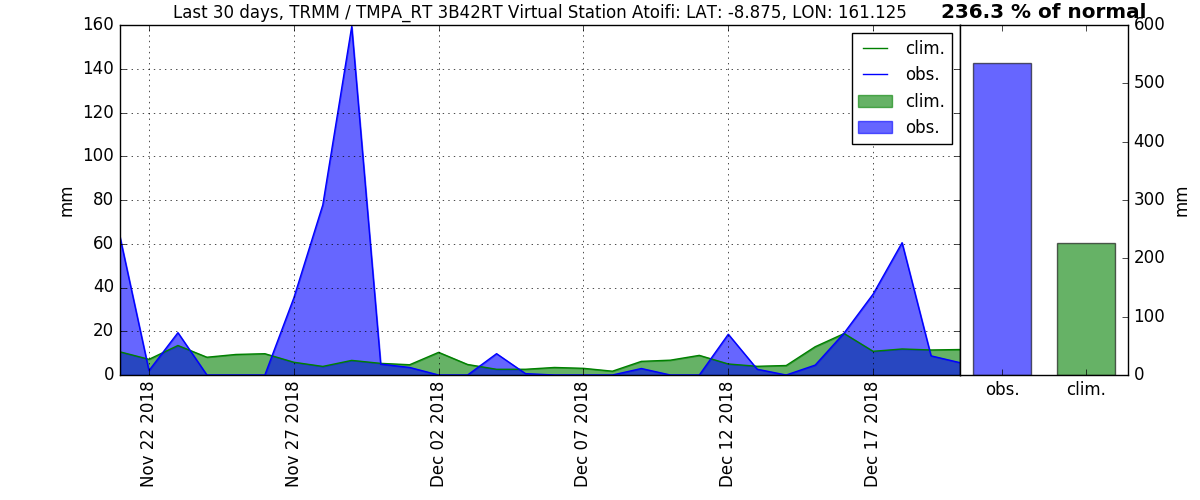 Last 30 days, TRMM / TMPA_RT 3B42RT Virtual Station Atoifi: LAT: -8.875, LON: 161.125
236.3 % of normal
160
140
120
100
80
60
40
20
0
mm
clim.
obs.
clim.
obs.
Nov 22 2018
Nov 27 2018
Dec 02 2018
Dec 07 2018
Dec 12 2018
Dec 17 2018
600
500
400
300
200
100
0
mm
obs.
clim.